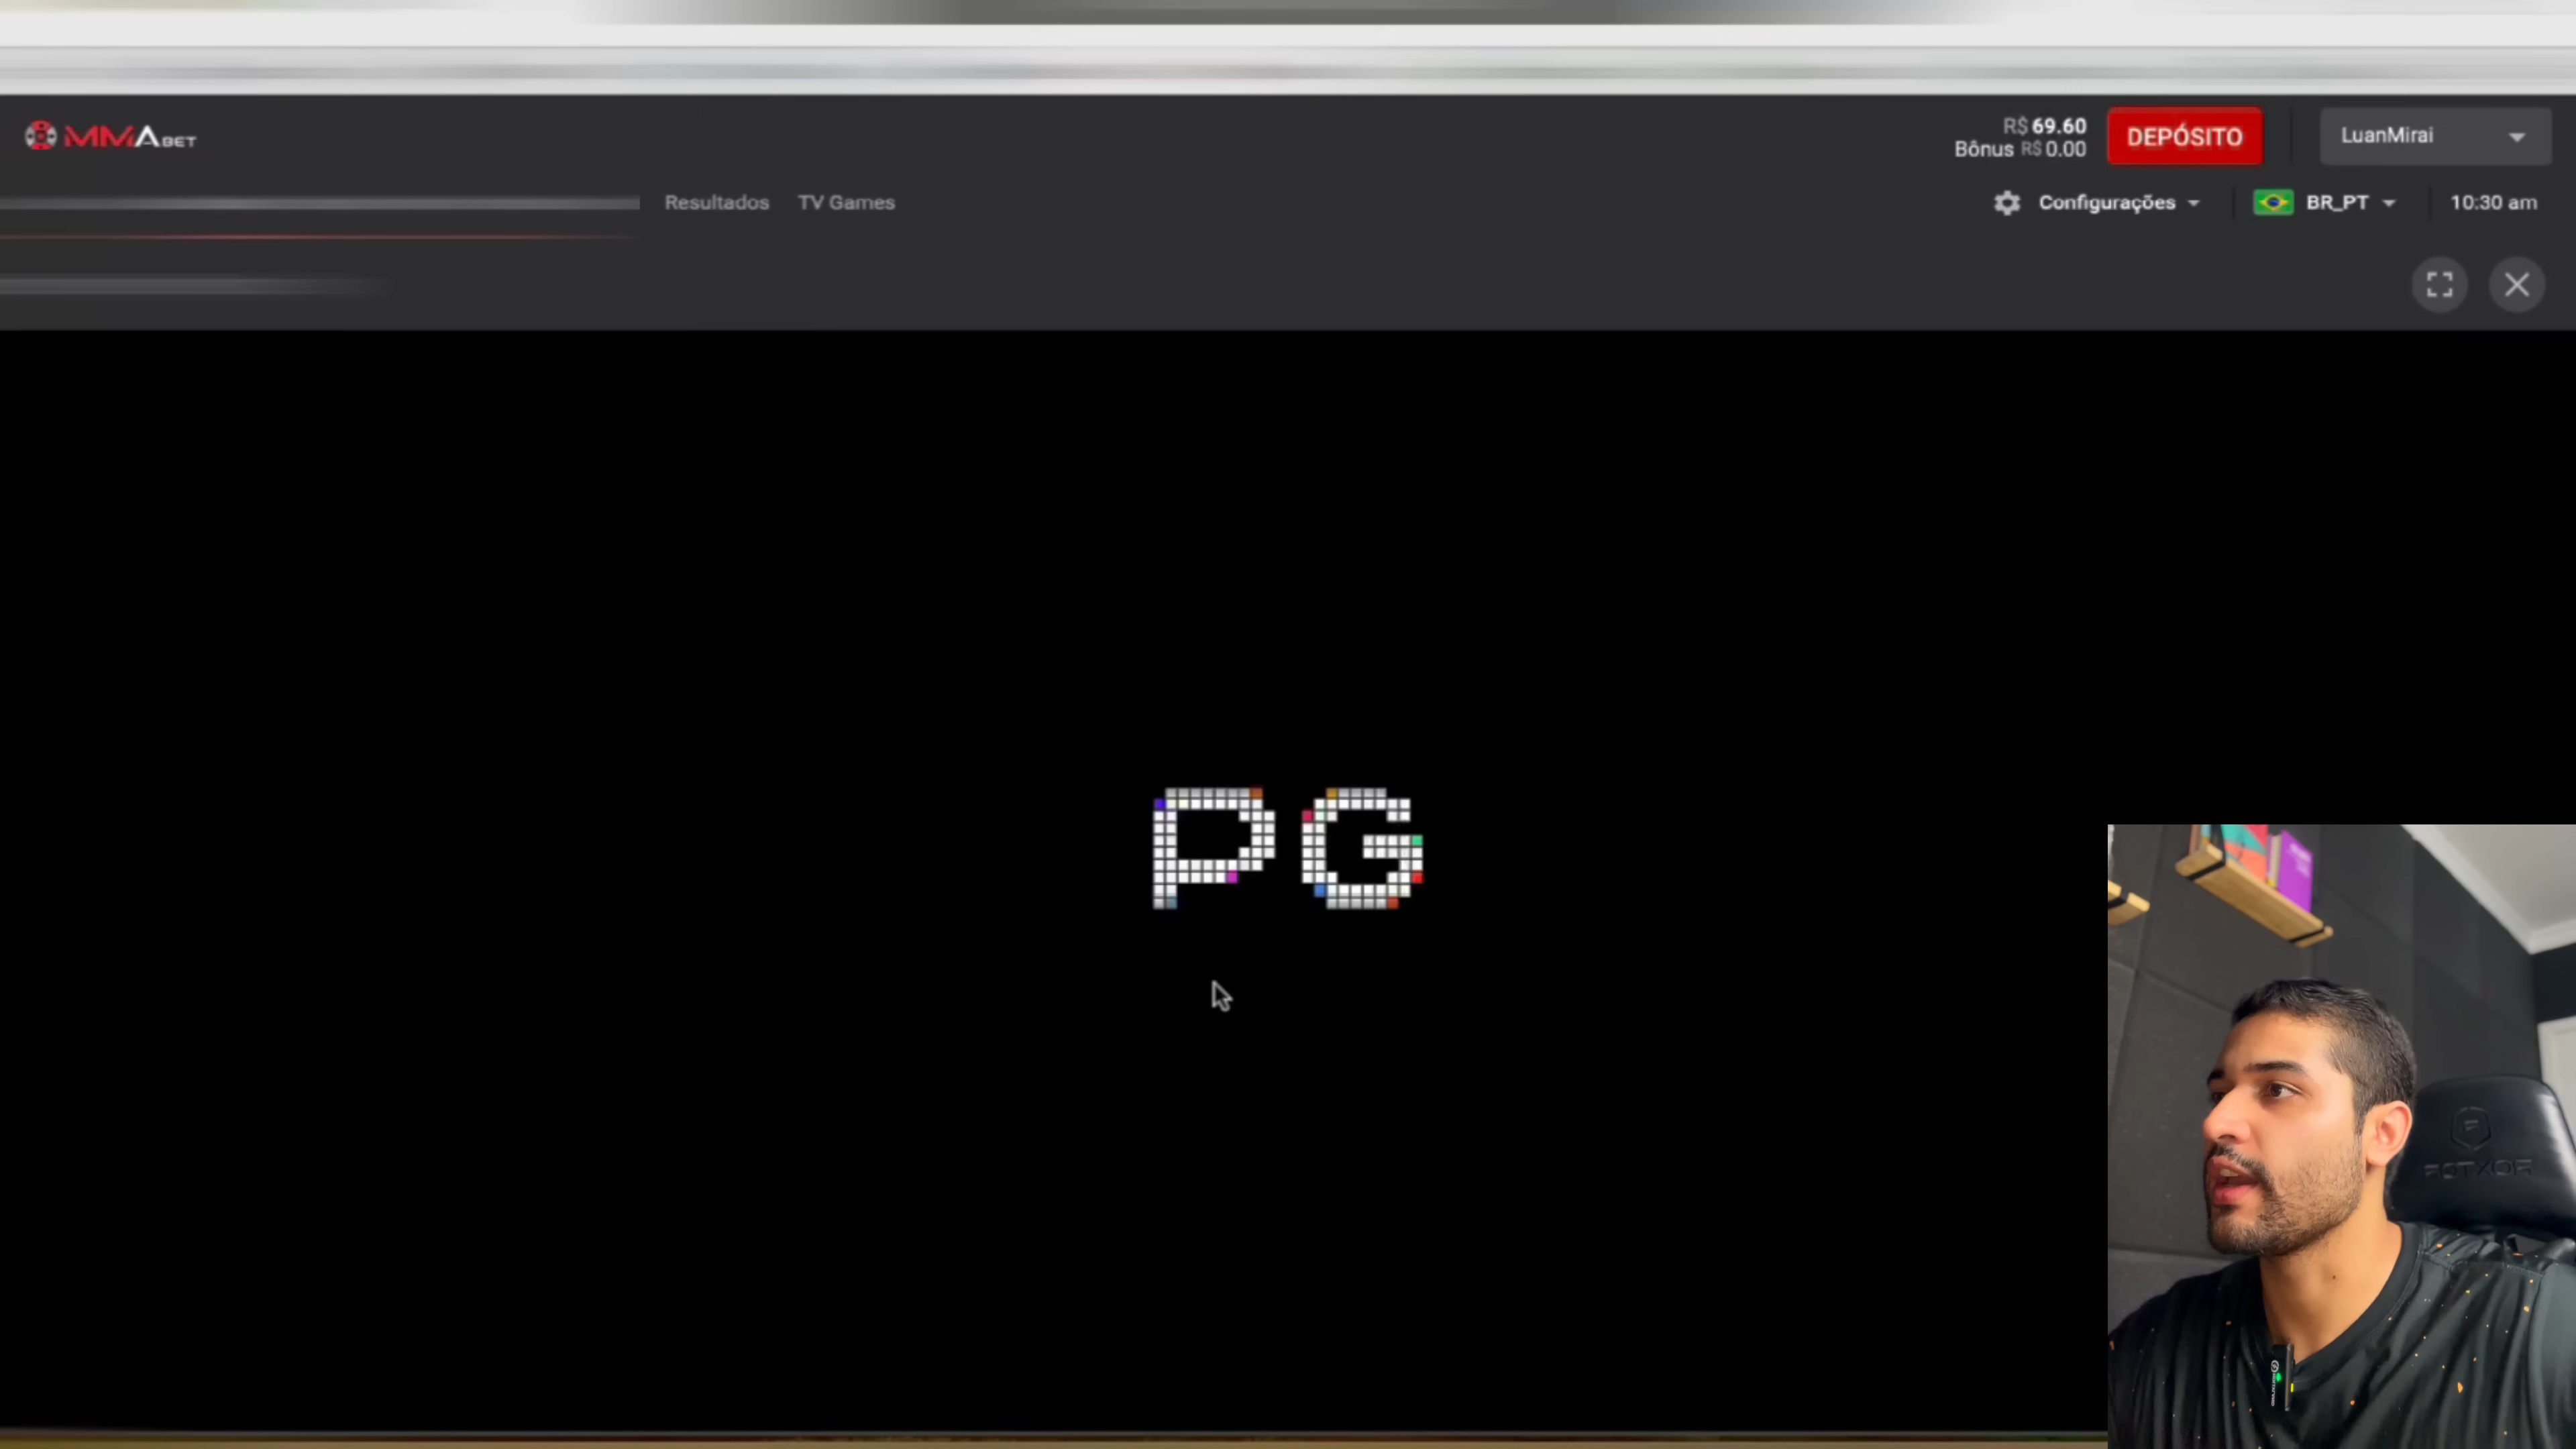 MMABET
R$ 69.60
Bônus R$ 0.00
DEPÓSITO
LuanMirai
Resultados TV Games
Configurações
BR_PT
10:30 am
PG